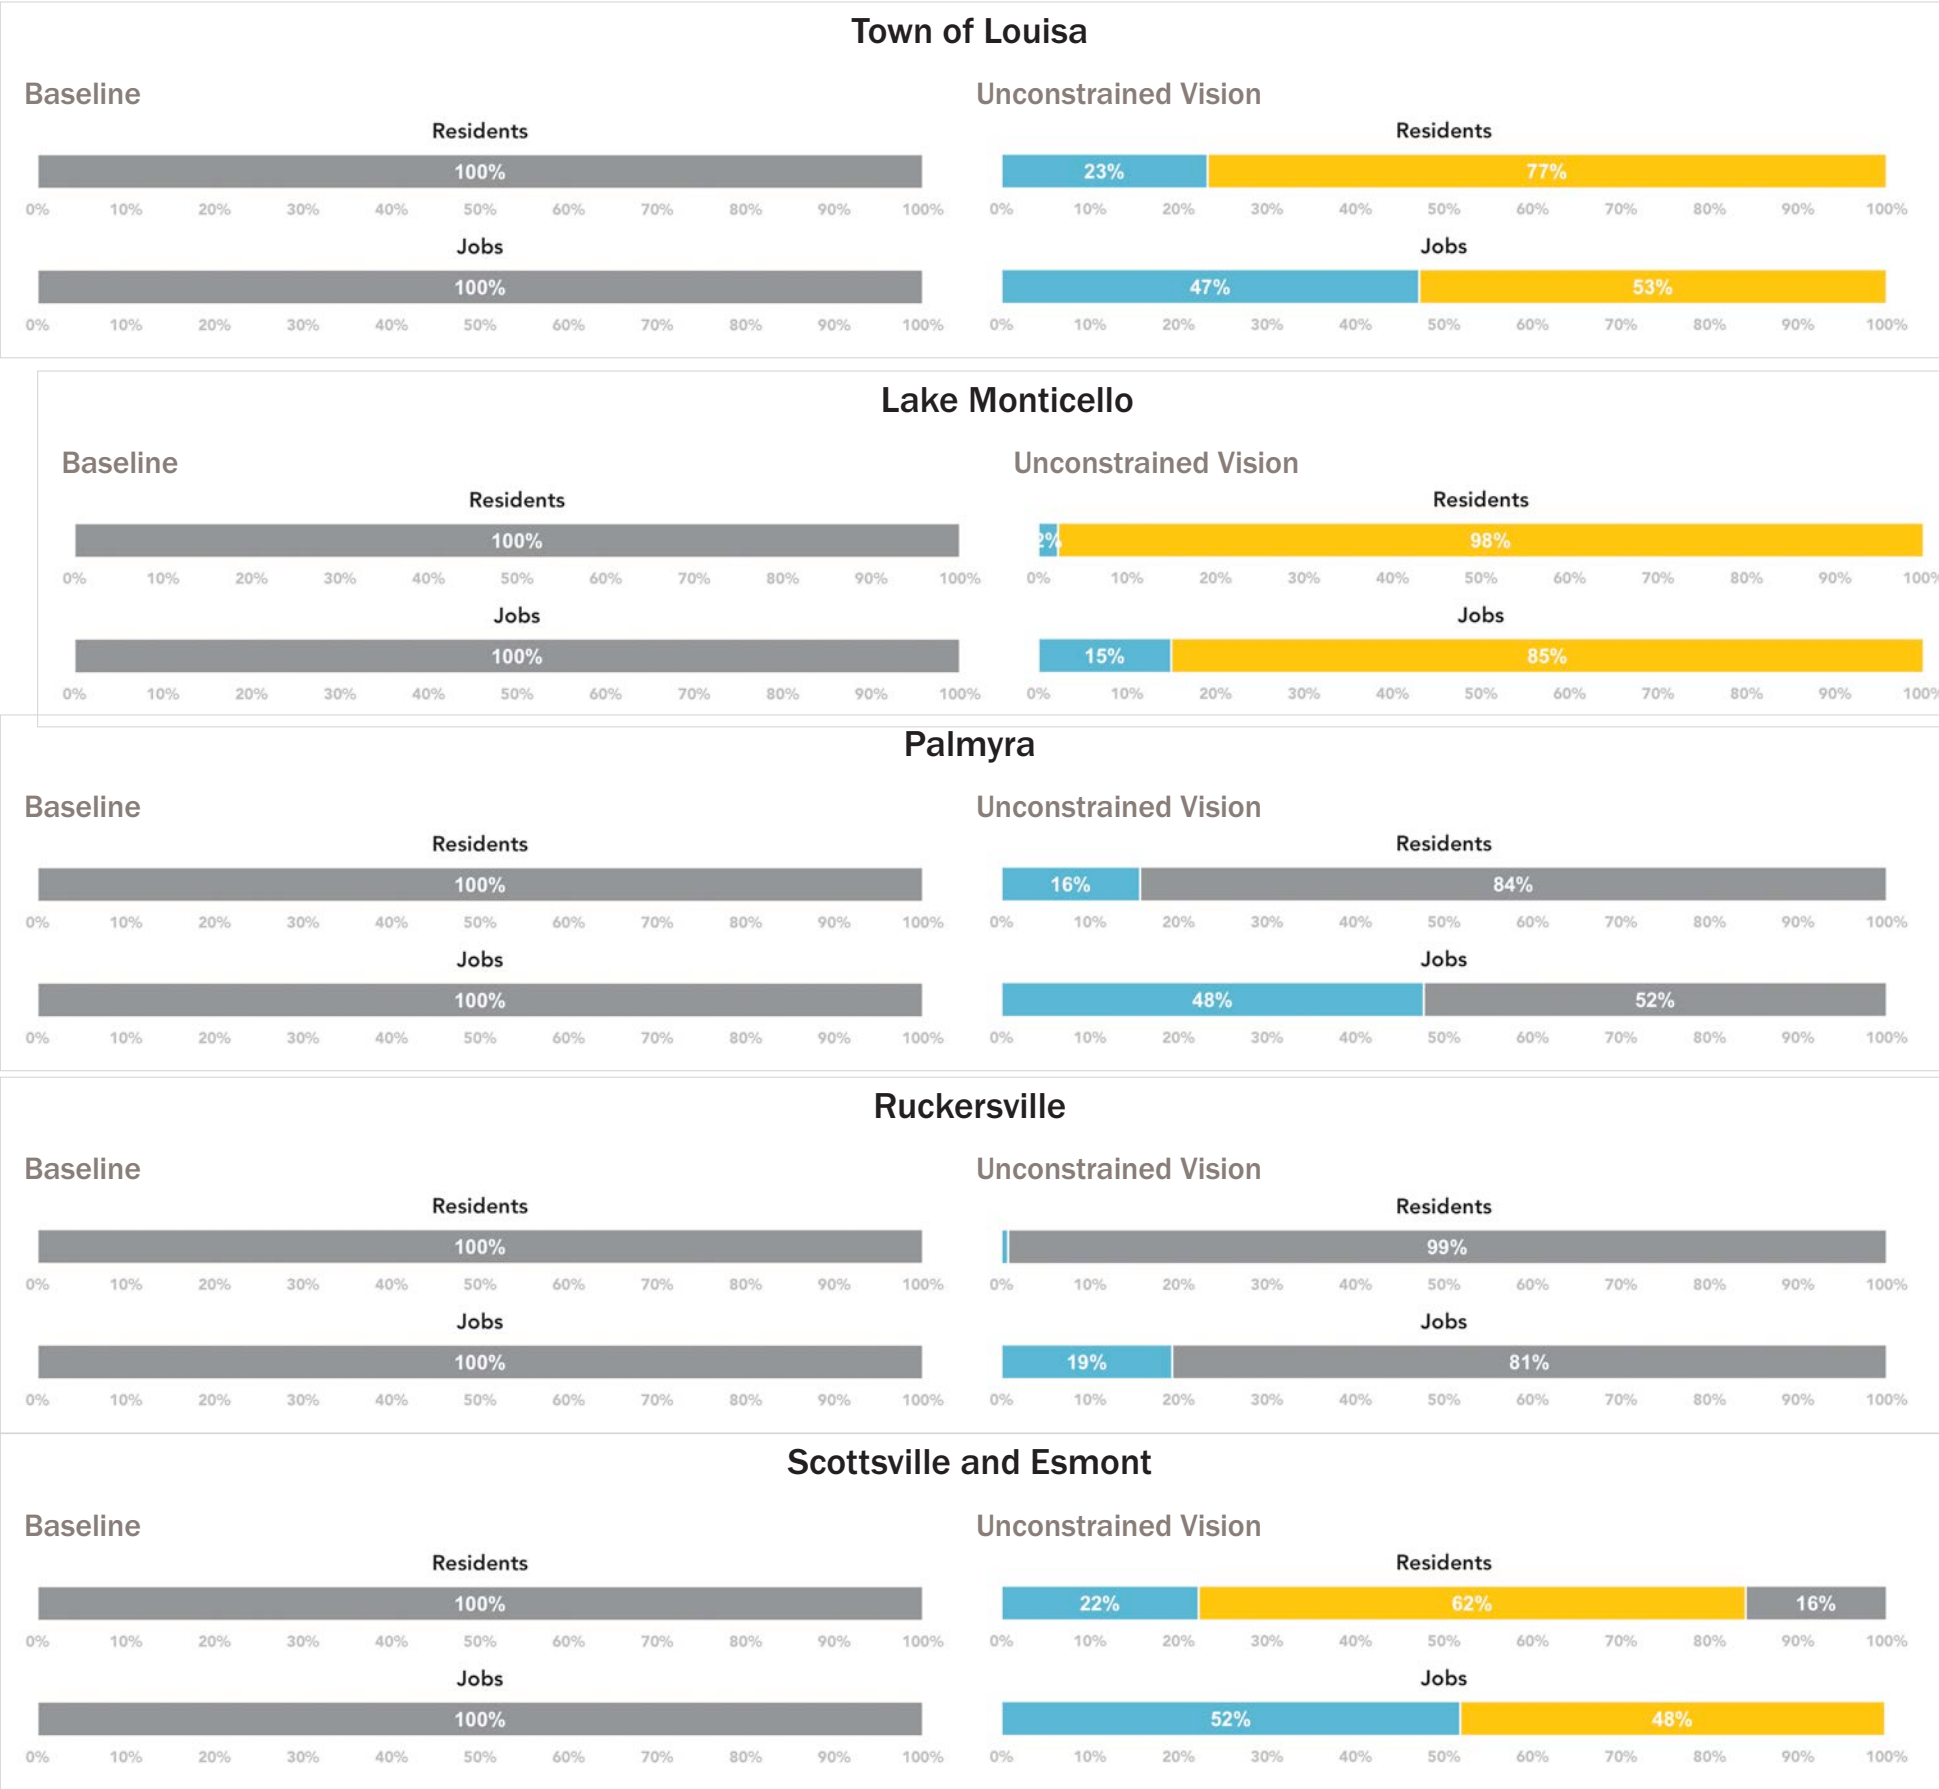 Town of Louisa
Baseline
Unconstrained Vision
Residents
Residents
100%
23% 77%
0% 10% 20% 30% 40% 50% 60% 70% 80% 90% 100%
0% 10% 20% 30% 40% 50% 60% 70% 80% 90% 100%
Jobs
Jobs
100%
47% 53%
0% 10% 20% 30% 40% 50% 60% 70% 80% 90% 100%
0% 10% 20% 30% 40% 50% 60% 70% 80% 90% 100%
Lake Monticello
Baseline
Unconstrained Vision
Residents
Residents
100%
2% 98%
0% 10% 20% 30% 40% 50% 60% 70% 80% 90% 100%
0% 10% 20% 30% 40% 50% 60% 70% 80% 90% 100%
Jobs
Jobs
100%
15% 85%
0% 10% 20% 30% 40% 50% 60% 70% 80% 90% 100%
0% 10% 20% 30% 40% 50% 60% 70% 80% 90% 100%
Palmyra
Baseline
Unconstrained Vision
Residents
Residents
100%
16% 84%
0% 10% 20% 30% 40% 50% 60% 70% 80% 90% 100%
0% 10% 20% 30% 40% 50% 60% 70% 80% 90% 100%
Jobs
Jobs
100%
48% 52%
0% 10% 20% 30% 40% 50% 60% 70% 80% 90% 100%
0% 10% 20% 30% 40% 50% 60% 70% 80% 90% 100%
Ruckersville
Baseline
Unconstrained Vision
Residents
Residents
100%
99%
0% 10% 20% 30% 40% 50% 60% 70% 80% 90% 100%
0% 10% 20% 30% 40% 50% 60% 70% 80% 90% 100%
Jobs
Jobs
100%
19% 81%
0% 10% 20% 30% 40% 50% 60% 70% 80% 90% 100%
0% 10% 20% 30% 40% 50% 60% 70% 80% 90% 100%
Scottsville and Esmont
Baseline
Unconstrained Vision
Residents
Residents
100%
22% 62% 16%
0% 10% 20% 30% 40% 50% 60% 70% 80% 90% 100%
0% 10% 20% 30% 40% 50% 60% 70% 80% 90% 100%
Jobs
Jobs
100%
52% 48%
0% 10% 20% 30% 40% 50% 60% 70% 80% 90% 100%
0% 10% 20% 30% 40% 50% 60% 70% 80% 90% 100%